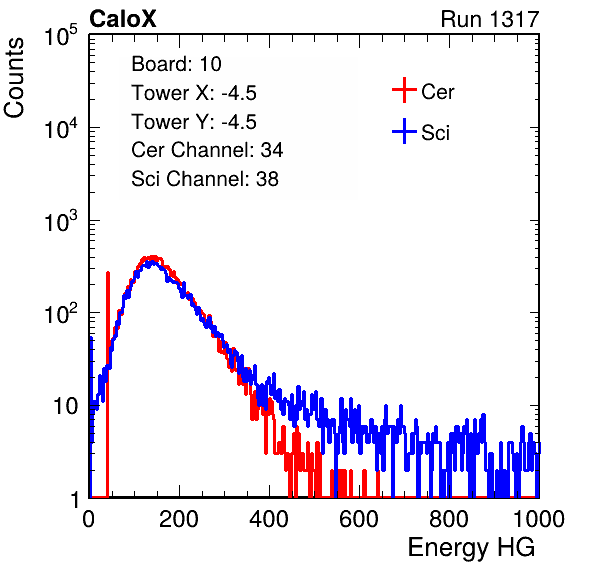 CaloX Run 1317
Counts
Board: 10
Tower X: -4.5
Tower Y: -4.5
Cer Channel: 34
Sci Channel: 38
Cer
Sci
10^5
10^4
10^3
10^2
10
1
0 200 400 600 800 1000
Energy HG